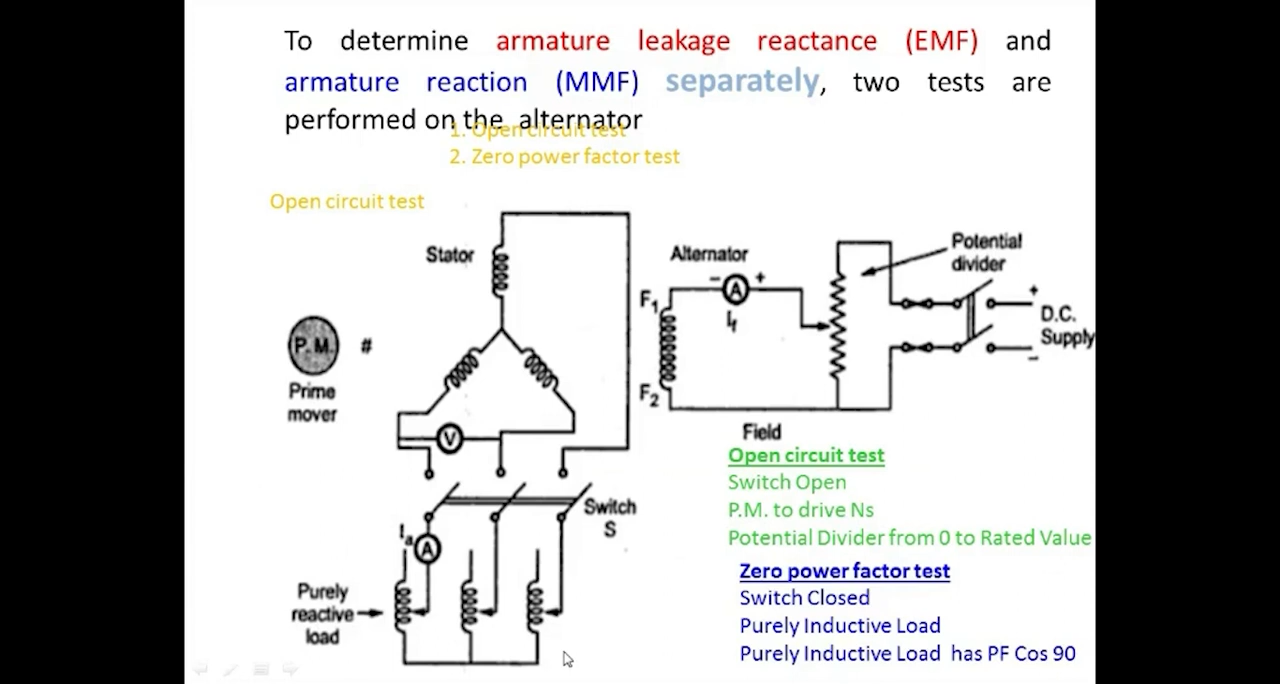 To determine armature leakage reactance (EMF) and
armature reaction (MMF) separately, two tests are
performed on the alternator
1. Open circuit test
2. Zero power factor test
Open circuit test
Stator
Alternator
Potential
divider
- A +
F1
If
+
D.C.
Supply
-
P.M. #
Prime
mover
F2
V
Field
Open circuit test
Switch Open
P.M. to drive Ns
Potential Divider from 0 to Rated Value
Switch
S
Ia
A
Purely
reactive
load
Zero power factor test
Switch Closed
Purely Inductive Load
Purely Inductive Load has PF Cos 90